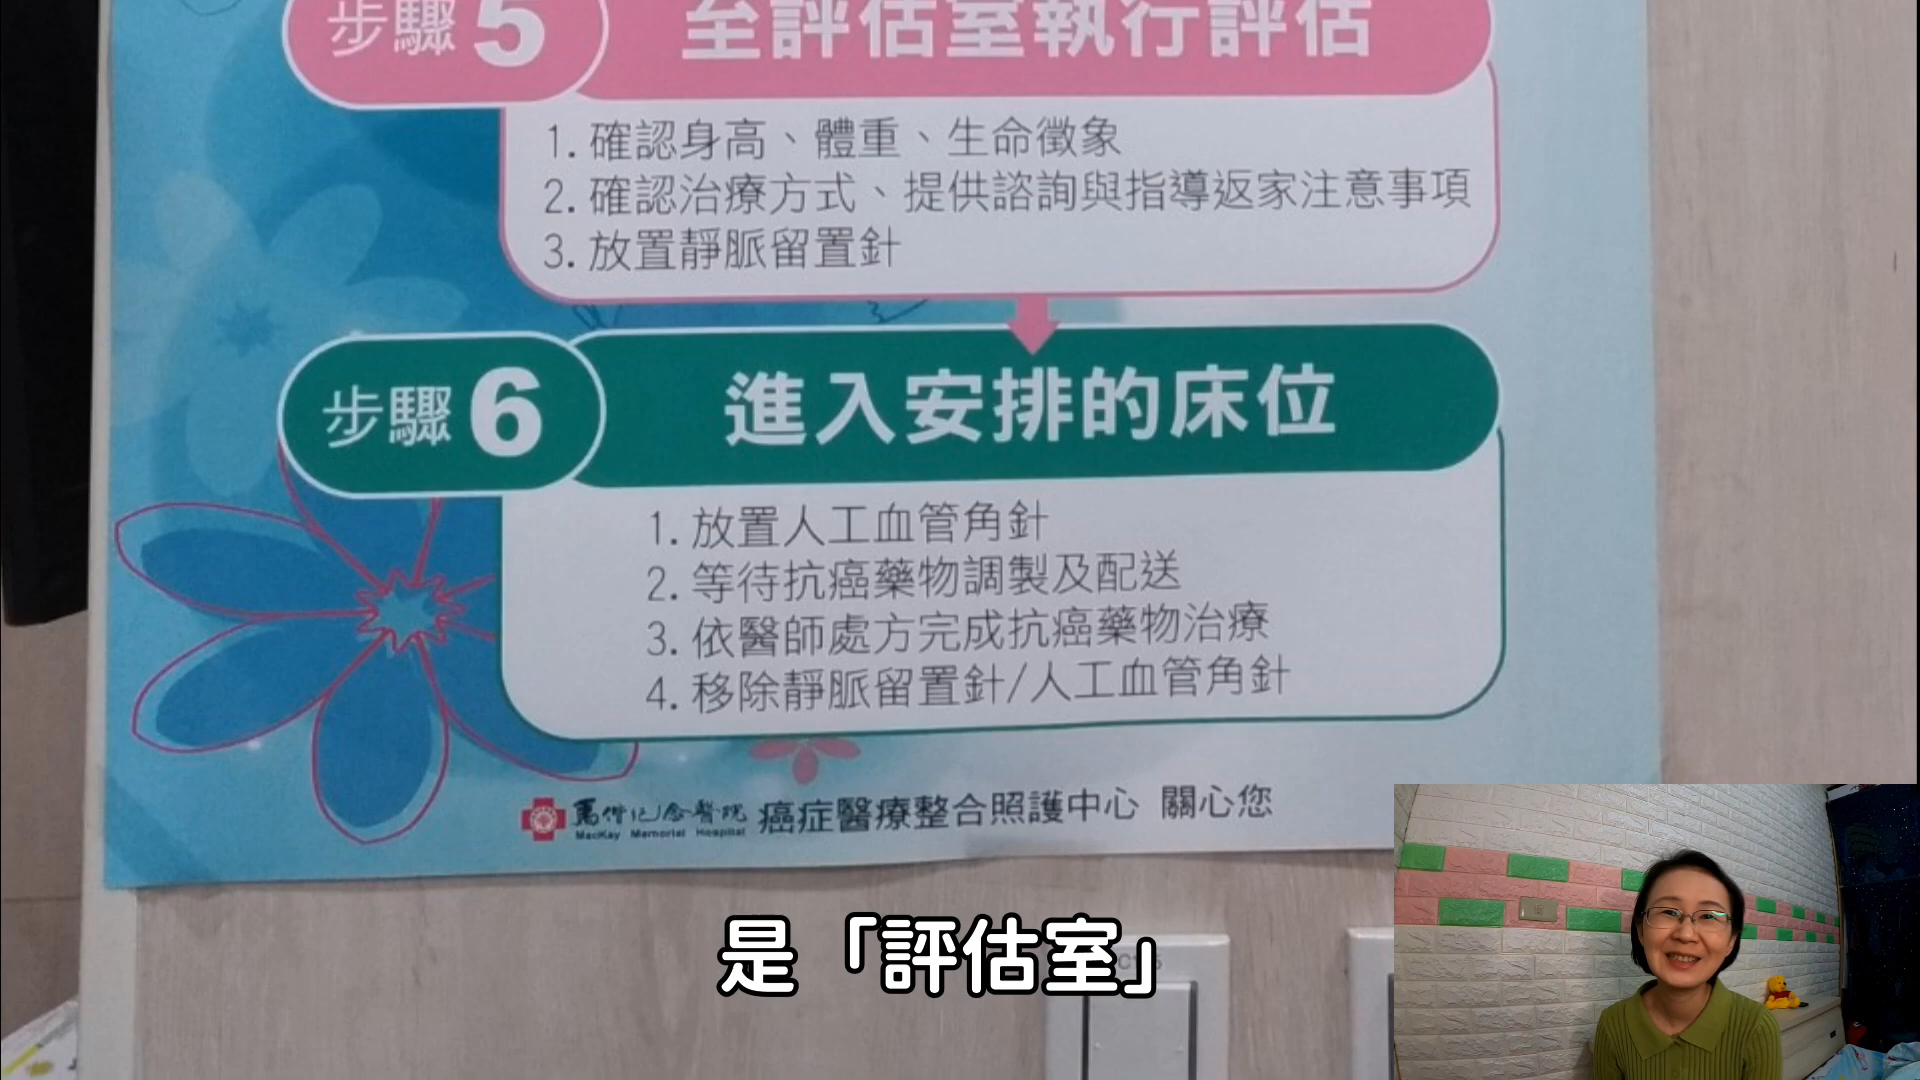 步驟5 至評估室執行評估
1. 確認身高、體重、生命徵象
2. 確認治療方式、提供諮詢與指導返家注意事項
3. 放置靜脈留置針
步驟6 進入安排的床位
1. 放置人工血管角針
2. 等待抗癌藥物調製及配送
3. 依醫師處方完成抗癌藥物治療
4. 移除靜脈留置針/人工血管角針
馬偕紀念醫院 癌症醫療整合照護中心 關心您
MacKay Memorial Hospital
是「評估室」